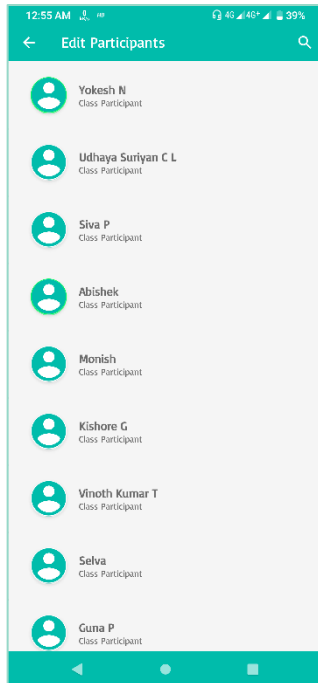 12:55 AM 4G 4G+ 39%
Edit Participants
Yokesh N
Class Participant
Udhaya Suriyan C L
Class Participant
Siva P
Class Participant
Abishek
Class Participant
Monish
Class Participant
Kishore G
Class Participant
Vinoth Kumar T
Class Participant
Selva
Class Participant
Guna P
Class Participant